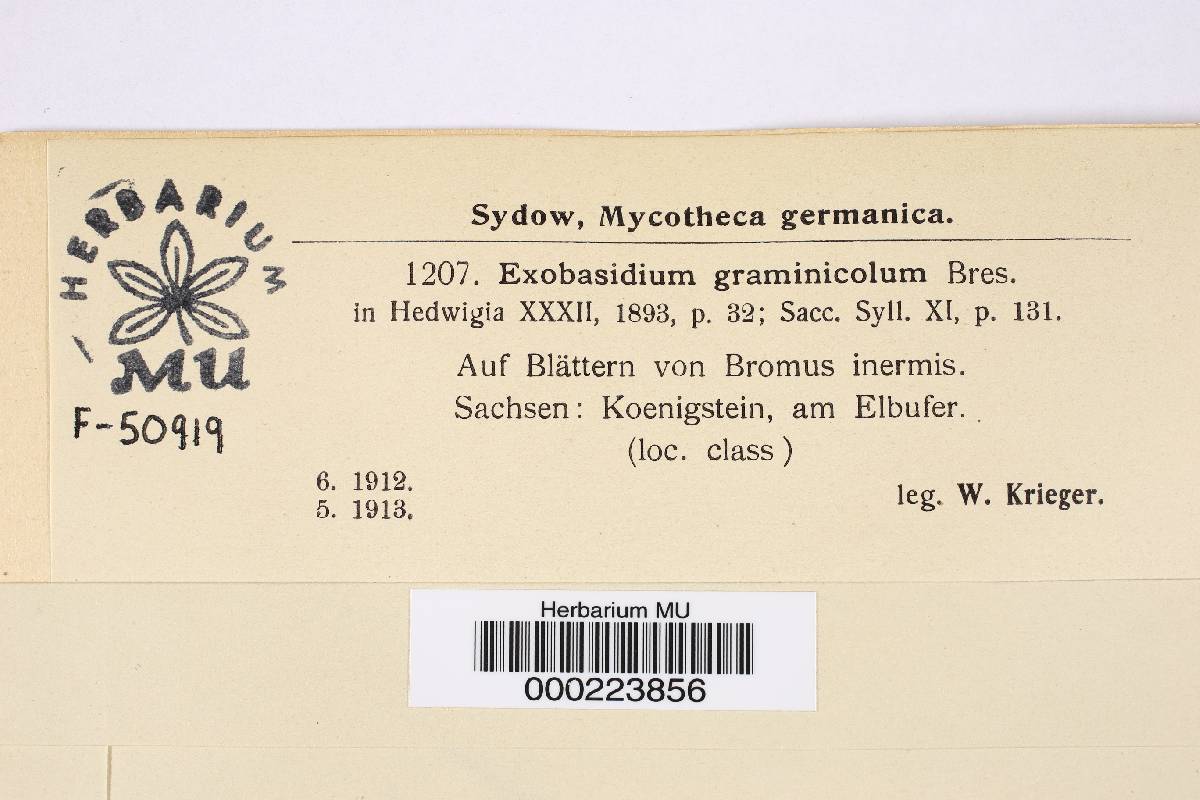 HERBARIUM
MU
F-50919
Sydow, Mycotheca germanica.
1207. Exobasidium graminicolum Bres.
in Hedwigia XXXII, 1893, p. 32; Sacc. Syll. XI, p. 131.
Auf Blättern von Bromus inermis.
Sachsen: Koenigstein, am Elbufer.
(loc. class)
6. 1912.
5. 1913.
leg. W. Krieger.
Herbarium MU
000223856